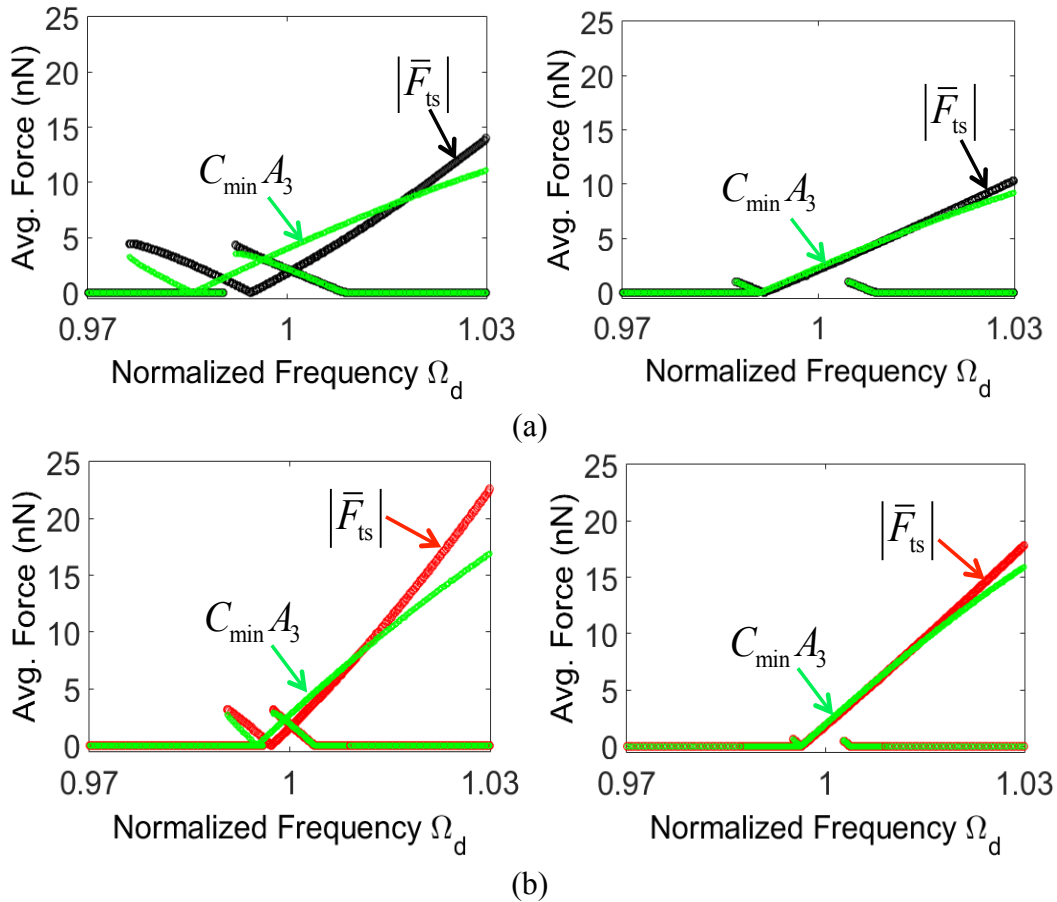 25
20
15
10
5
0
Avg. Force (nN)
|F̄ts|
CminA3
0.97
1
1.03
Normalized Frequency Ωd
25
20
15
10
5
0
Avg. Force (nN)
|F̄ts|
CminA3
0.97
1
1.03
Normalized Frequency Ωd
(a)
25
20
15
10
5
0
Avg. Force (nN)
|F̄ts|
CminA3
0.97
1
1.03
Normalized Frequency Ωd
25
20
15
10
5
0
Avg. Force (nN)
|F̄ts|
CminA3
0.97
1
1.03
Normalized Frequency Ωd
(b)